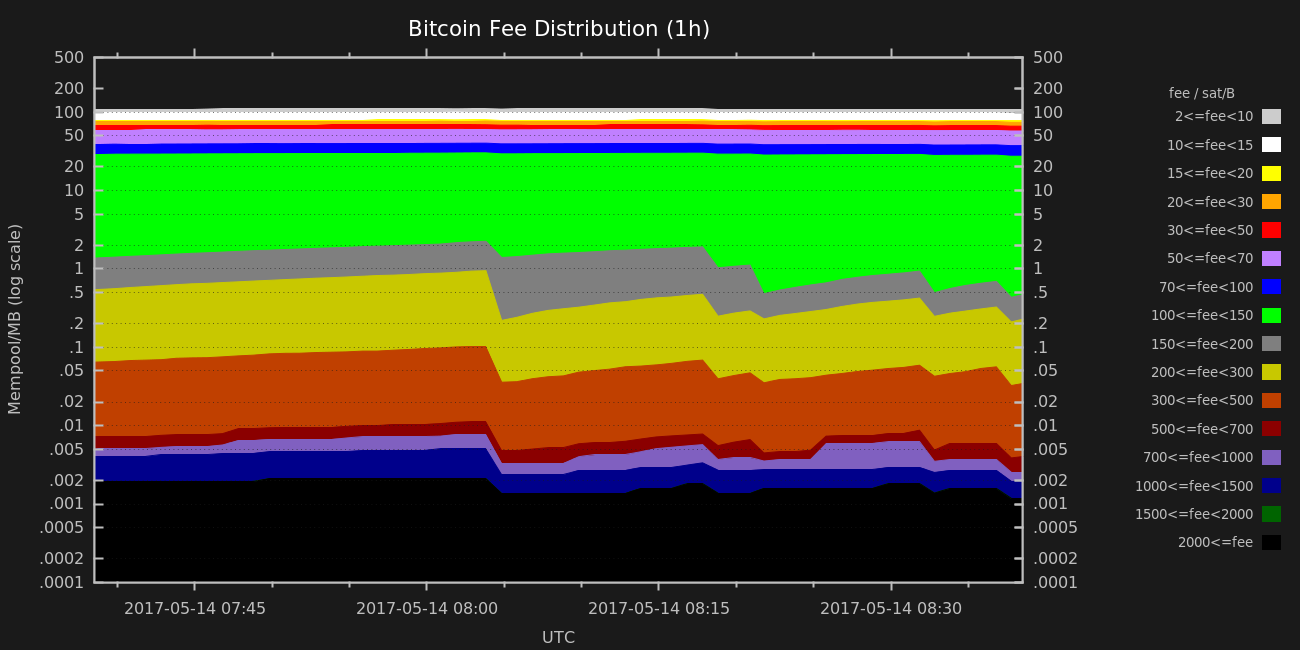 Bitcoin Fee Distribution (1h)
500
200
100
50
20
10
5
2
1
.5
.2
.1
.05
.02
.01
.005
.002
.001
.0005
.0002
.0001
Mempool/MB (log scale)
500
200
100
50
20
10
5
2
1
.5
.2
.1
.05
.02
.01
.005
.002
.001
.0005
.0002
.0001
2017-05-14 07:45
2017-05-14 08:00
2017-05-14 08:15
2017-05-14 08:30
UTC
fee / sat/B
2<=fee<10
10<=fee<15
15<=fee<20
20<=fee<30
30<=fee<50
50<=fee<70
70<=fee<100
100<=fee<150
150<=fee<200
200<=fee<300
300<=fee<500
500<=fee<700
700<=fee<1000
1000<=fee<1500
1500<=fee<2000
2000<=fee